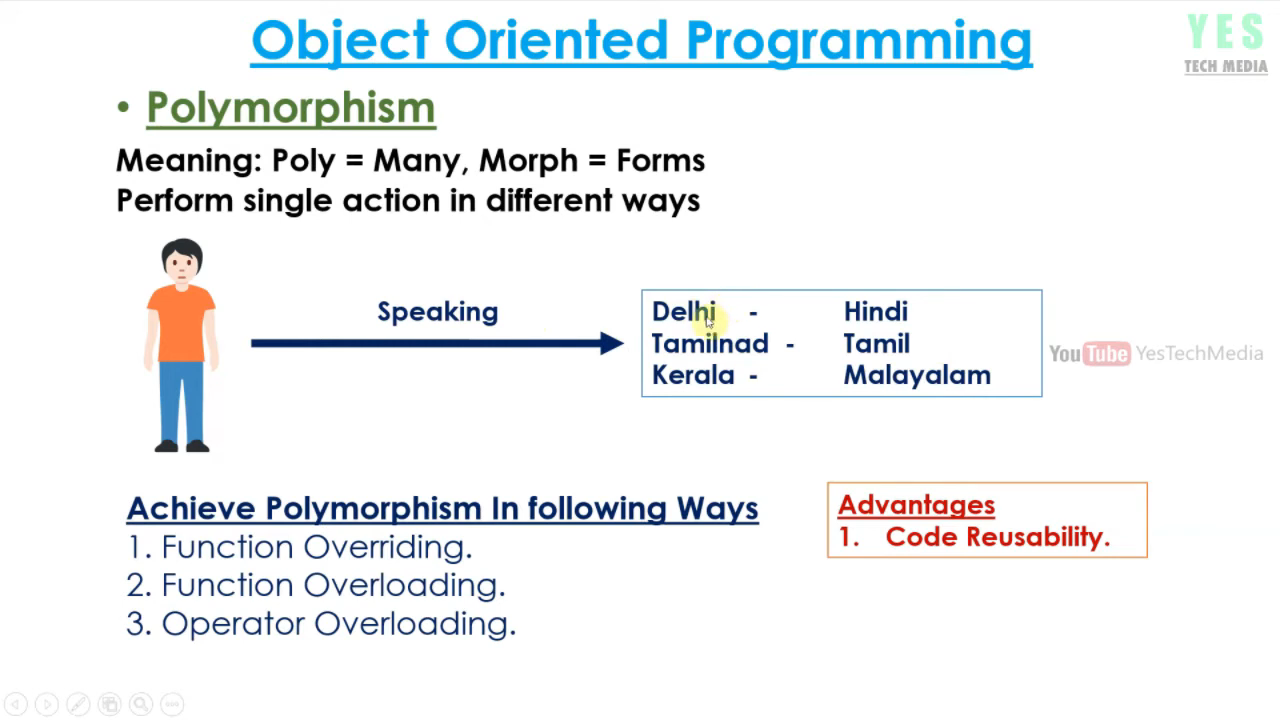 Object Oriented Programming
YES
TECH MEDIA
• Polymorphism
Meaning: Poly = Many, Morph = Forms
Perform single action in different ways
Speaking
Delhi - Hindi
Tamilnad - Tamil
Kerala - Malayalam
YouTube YesTechMedia
Achieve Polymorphism In following Ways
1. Function Overriding.
2. Function Overloading.
3. Operator Overloading.
Advantages
1. Code Reusability.